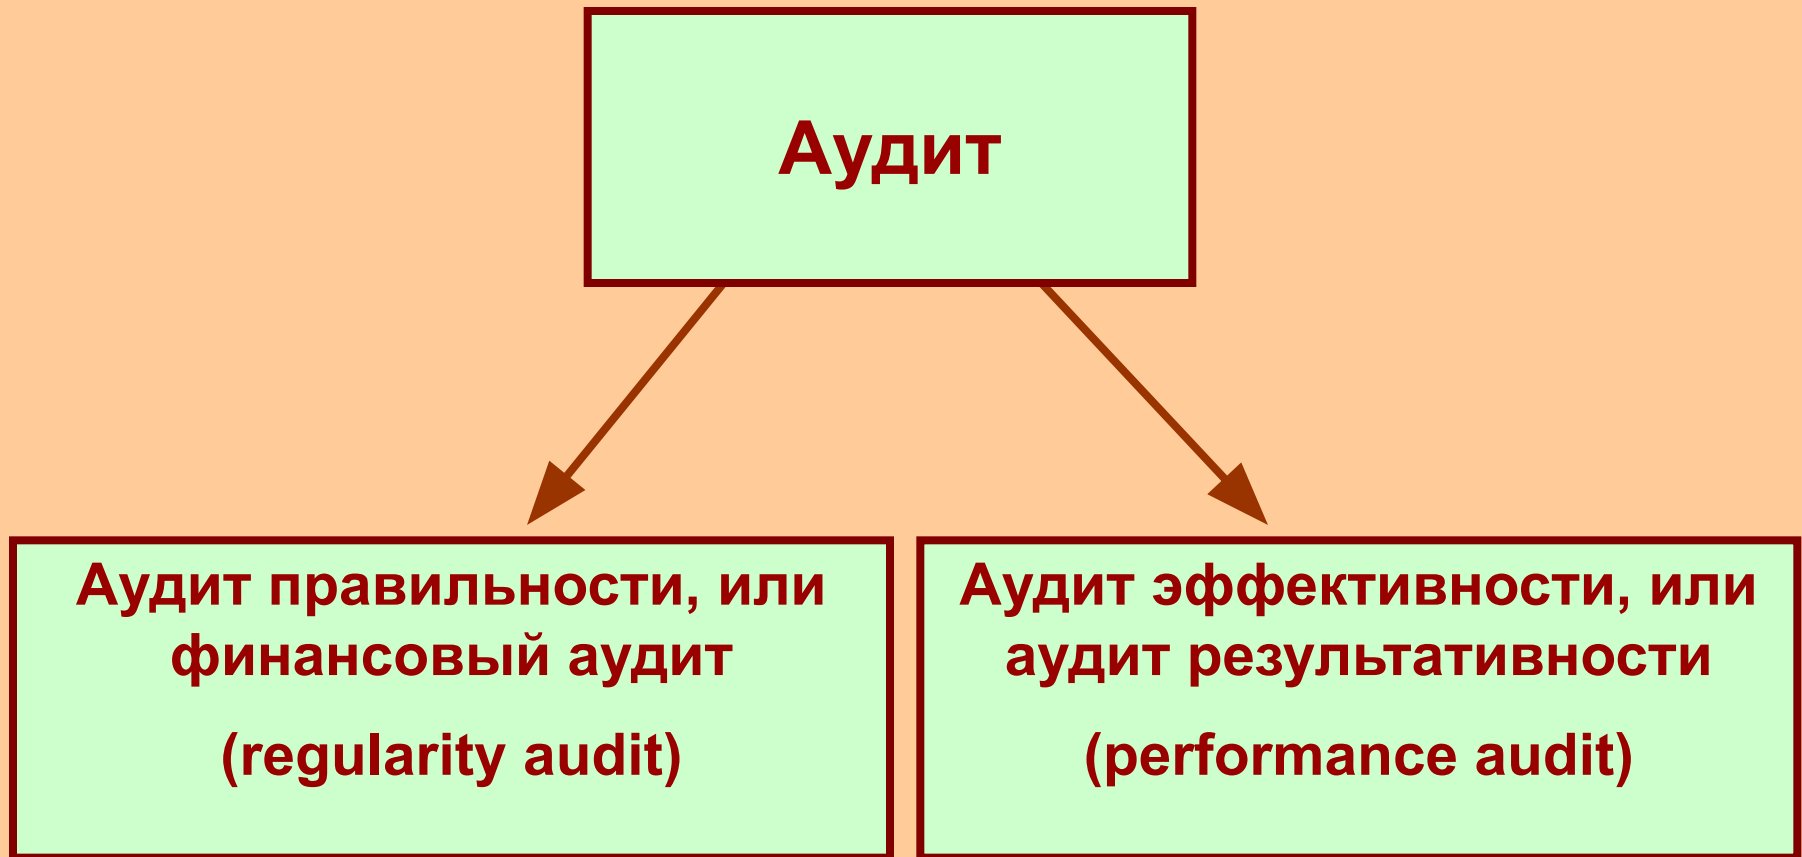 Аудит
Аудит правильности, или
финансовый аудит
(regularity audit)
Аудит эффективности, или
аудит результативности
(performance audit)